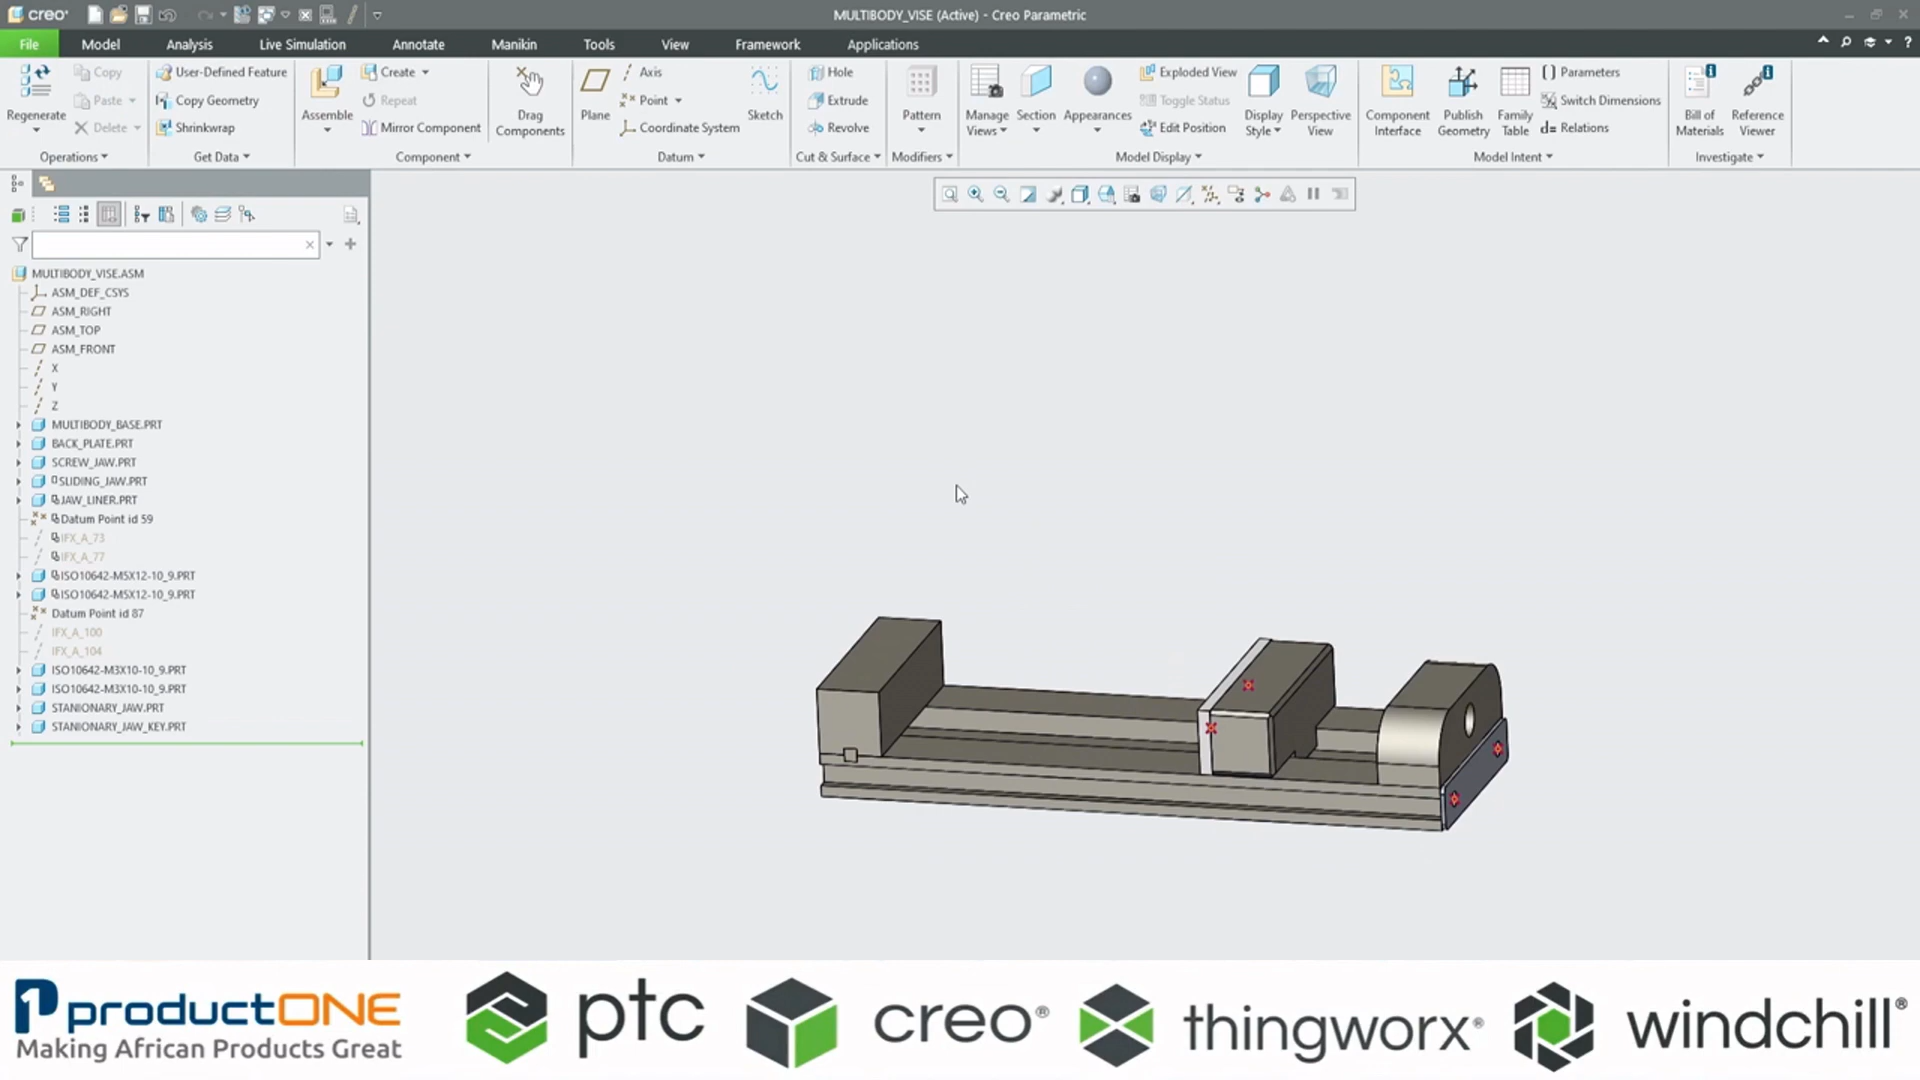 creo
MULTIBODY_VISE (Active) - Creo Parametric
File Model Analysis Live Simulation Annotate Manikin Tools View Framework Applications
Regenerate
Copy
Paste
Delete
Operations
User-Defined Feature
Copy Geometry
Shrinkwrap
Get Data
Assemble
Create
Repeat
Mirror Component
Component
Drag
Components
Plane
Axis
Point
Coordinate System
Sketch
Datum
Hole
Extrude
Revolve
Cut & Surface
Pattern
Modifiers
Manage
Views
Section
Appearances
Exploded View
Toggle Status
Edit Position
Display
Style
Perspective
View
Model Display
Component
Interface
Publish
Geometry
Family
Table
Parameters
Switch Dimensions
d= Relations
Model Intent
Bill of
Materials
Reference
Viewer
Investigate
MULTIBODY_VISE.ASM
ASM_DEF_CSYS
ASM_RIGHT
ASM_TOP
ASM_FRONT
X
Y
Z
MULTIBODY_BASE.PRT
BACK_PLATE.PRT
SCREW_JAW.PRT
SLIDING_JAW.PRT
JAW_LINER.PRT
Datum Point id 59
IFX_A_73
IFX_A_77
ISO10642-M5X12-10_9.PRT
ISO10642-M5X12-10_9.PRT
Datum Point id 87
IFX_A_100
IFX_A_104
ISO10642-M3X10-10_9.PRT
ISO10642-M3X10-10_9.PRT
STANIONARY_JAW.PRT
STANIONARY_JAW_KEY.PRT
1 productONE
Making African Products Great
ptc
creo®
thingworx®
windchill®